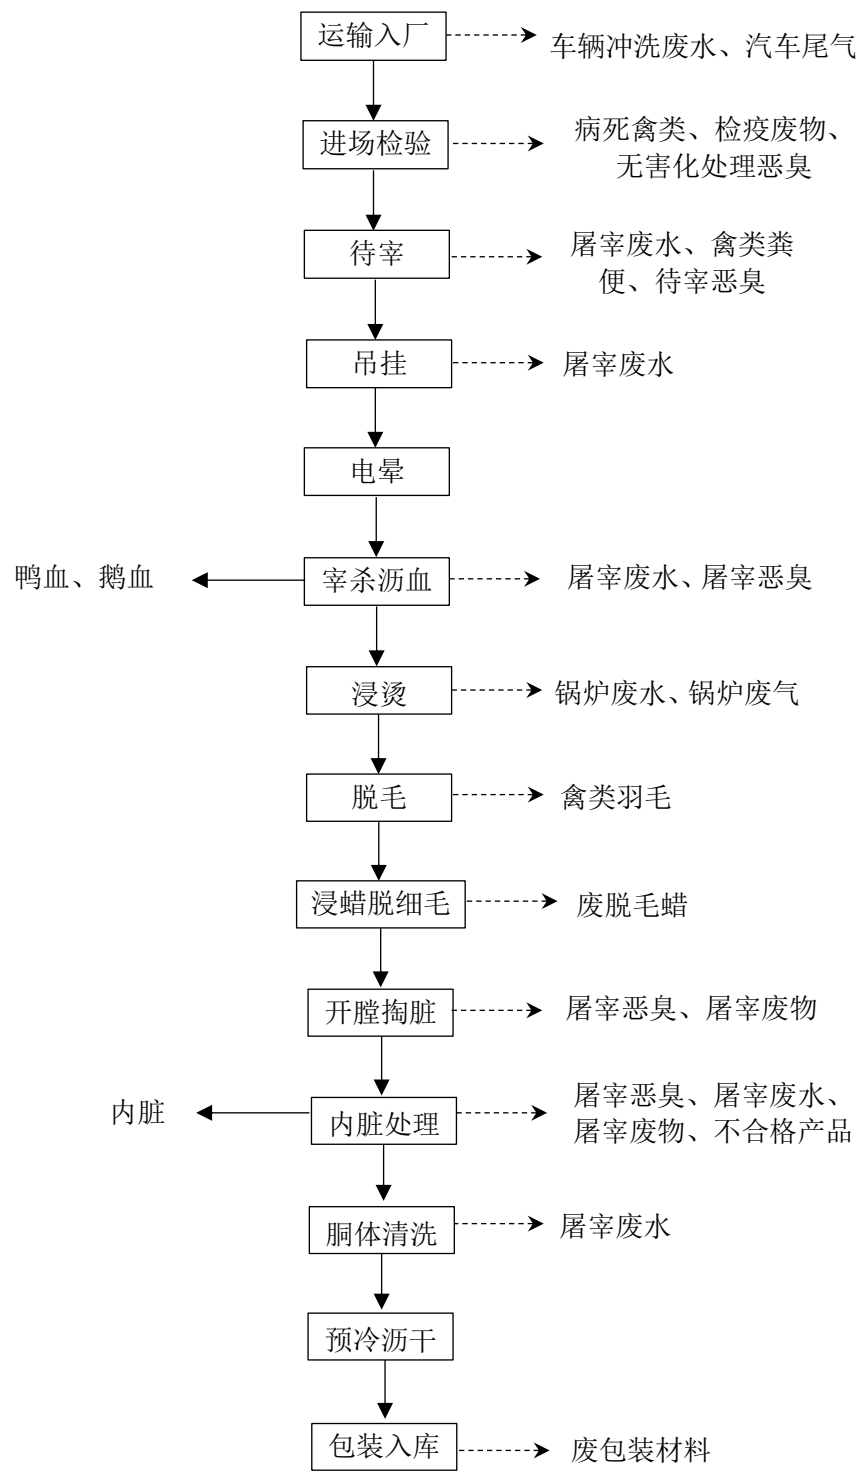 运输入厂
车辆冲洗废水、汽车尾气
进场检验
病死禽类、检疫废物、
无害化处理恶臭
待宰
屠宰废水、禽类粪
便、待宰恶臭
吊挂
屠宰废水
电晕
鸭血、鹅血
宰杀沥血
屠宰废水、屠宰恶臭
浸烫
锅炉废水、锅炉废气
脱毛
禽类羽毛
浸蜡脱细毛
废脱毛蜡
开膛掏脏
屠宰恶臭、屠宰废物
内脏
内脏处理
屠宰恶臭、屠宰废水、
屠宰废物、不合格产品
胴体清洗
屠宰废水
预冷沥干
包装入库
废包装材料